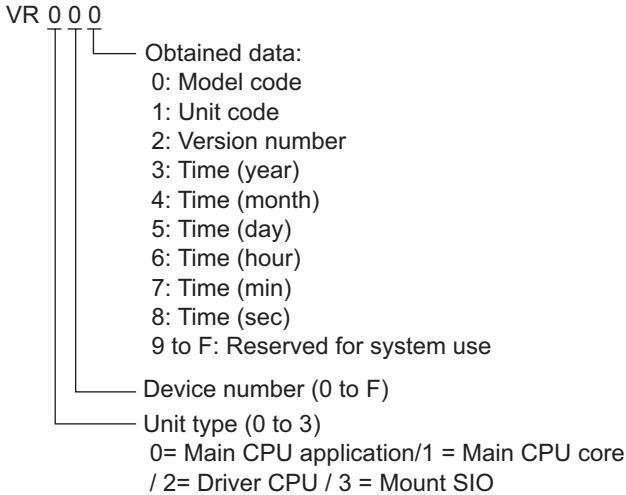 VR 0 0 0
Obtained data:
0: Model code
1: Unit code
2: Version number
3: Time (year)
4: Time (month)
5: Time (day)
6: Time (hour)
7: Time (min)
8: Time (sec)
9 to F: Reserved for system use
Device number (0 to F)
Unit type (0 to 3)
0= Main CPU application/1 = Main CPU core
/ 2= Driver CPU / 3 = Mount SIO